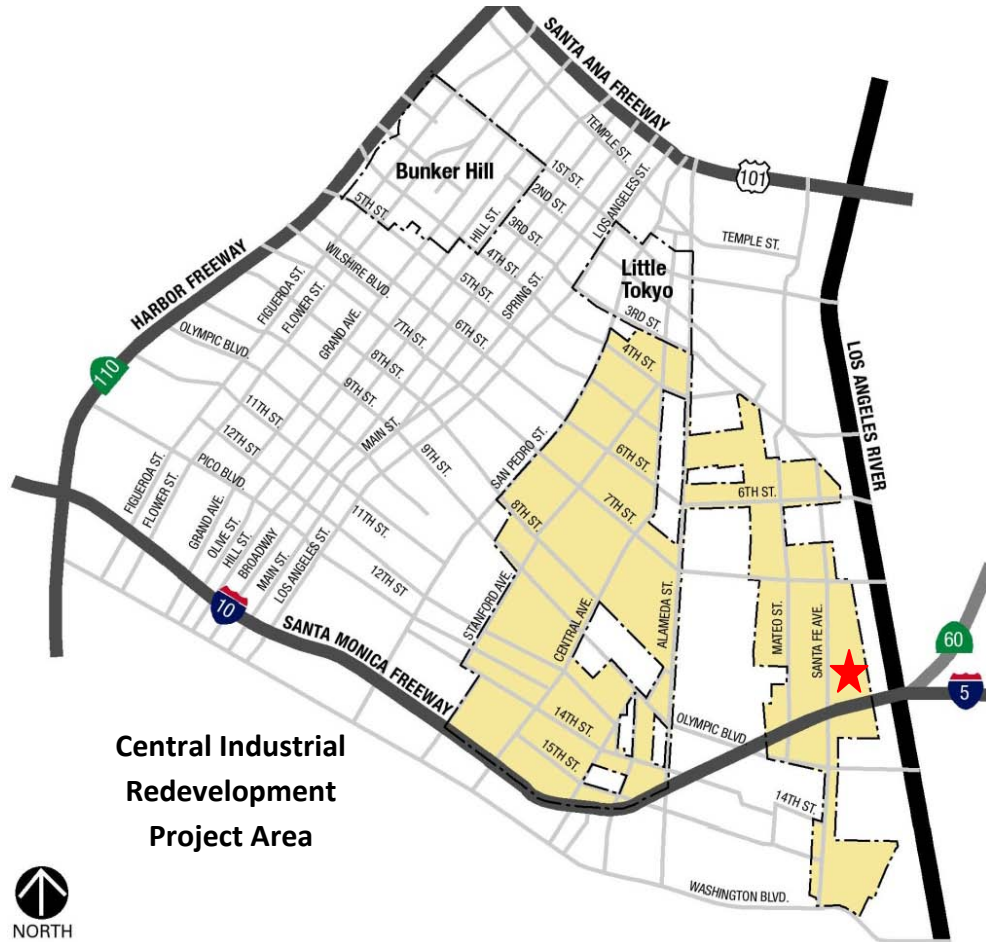 SANTA ANA FREEWAY
TEMPLE ST.
Bunker Hill
1ST ST.
LOS ANGELES ST.
101
2ND ST.
5TH ST.
HILL ST.
3RD ST.
TEMPLE ST.
4TH ST.
Little
Tokyo
WILSHIRE BLVD.
5TH ST.
SPRING ST.
HARBOR FREEWAY
FIGUEROA ST.
FLOWER ST.
3RD ST.
GRAND AVE.
7TH ST.
6TH ST.
OLYMPIC BLVD.
4TH ST.
8TH ST.
LOS ANGELES RIVER
110
9TH ST.
11TH ST.
MAIN ST.
12TH ST
9TH ST.
SAN PEDRO ST.
6TH ST.
PICO BLVD.
6TH ST.
FIGUEROA ST.
FLOWER ST.
7TH ST.
8TH ST.
GRAND AVE.
OLIVE ST.
HILL ST.
BROADWAY
MAIN ST.
LOS ANGELES ST.
11TH ST.
12TH ST
STANFORD AVE.
CENTRAL AVE.
ALAMEDA ST.
MATEO ST.
SANTA FE AVE.
60
10
SANTA MONICA FREEWAY
5
14TH ST.
OLYMPIC BLVD.
15TH ST.
Central Industrial
Redevelopment
Project Area
14TH ST.
WASHINGTON BLVD.
NORTH